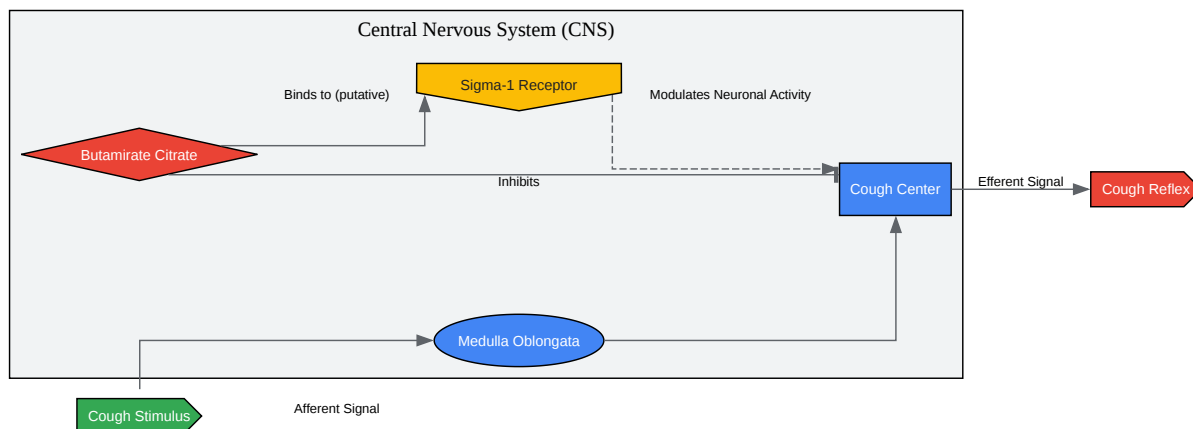 Central Nervous System (CNS)
Sigma-1 Receptor
Binds to (putative)
Modulates Neuronal Activity
Butamirate Citrate
Inhibits
Cough Center
Efferent Signal
Cough Reflex
Medulla Oblongata
Afferent Signal
Cough Stimulus